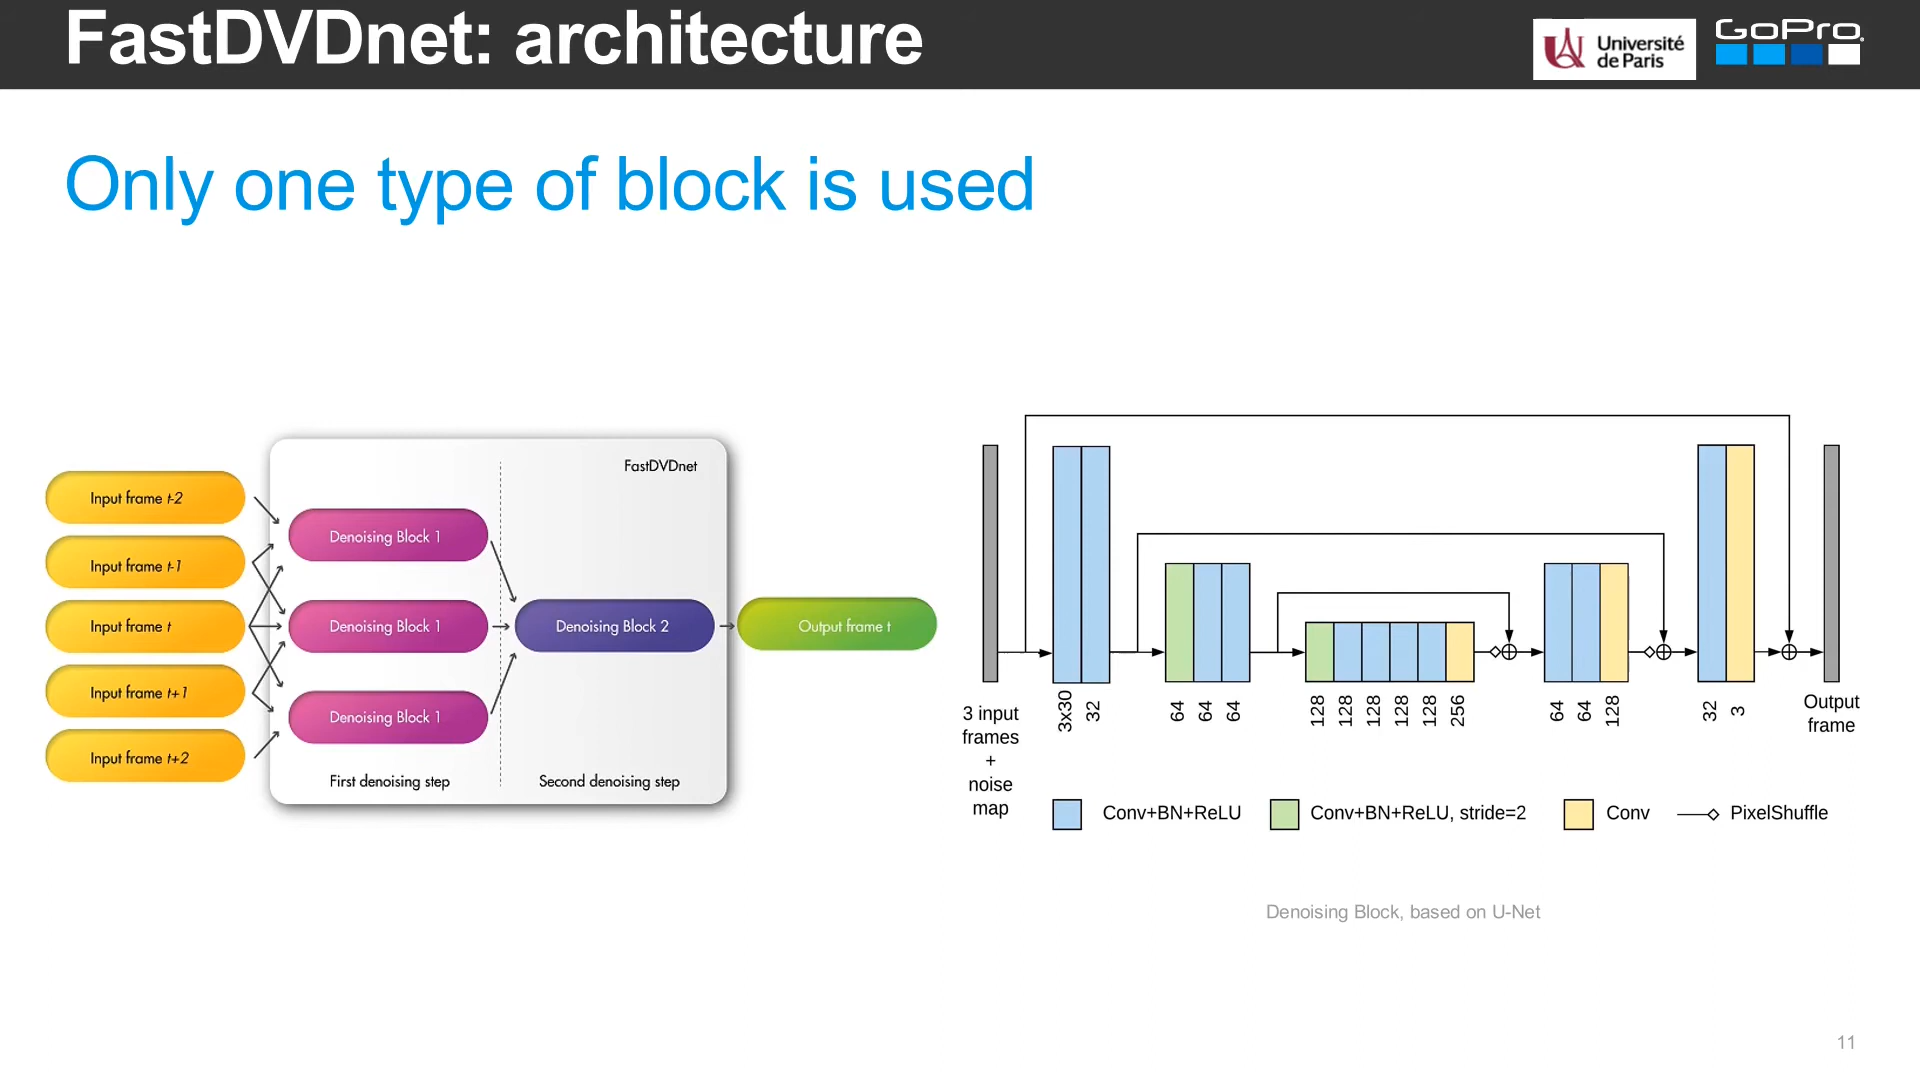 FastDVDnet: architecture
Université
de Paris
GoPro
Only one type of block is used
FastDVDnet
Input frame t-2
Input frame t-1
Input frame t
Input frame t+1
Input frame t+2
Denoising Block 1
Denoising Block 1
Denoising Block 1
Denoising Block 2
Output frame t
First denoising step
Second denoising step
3 input
frames
+
noise
map
3x30
32
64
64
64
128
128
128
128
128
256
64
64
128
32
3
Output
frame
Conv+BN+ReLU
Conv+BN+ReLU, stride=2
Conv
PixelShuffle
Denoising Block, based on U-Net
11